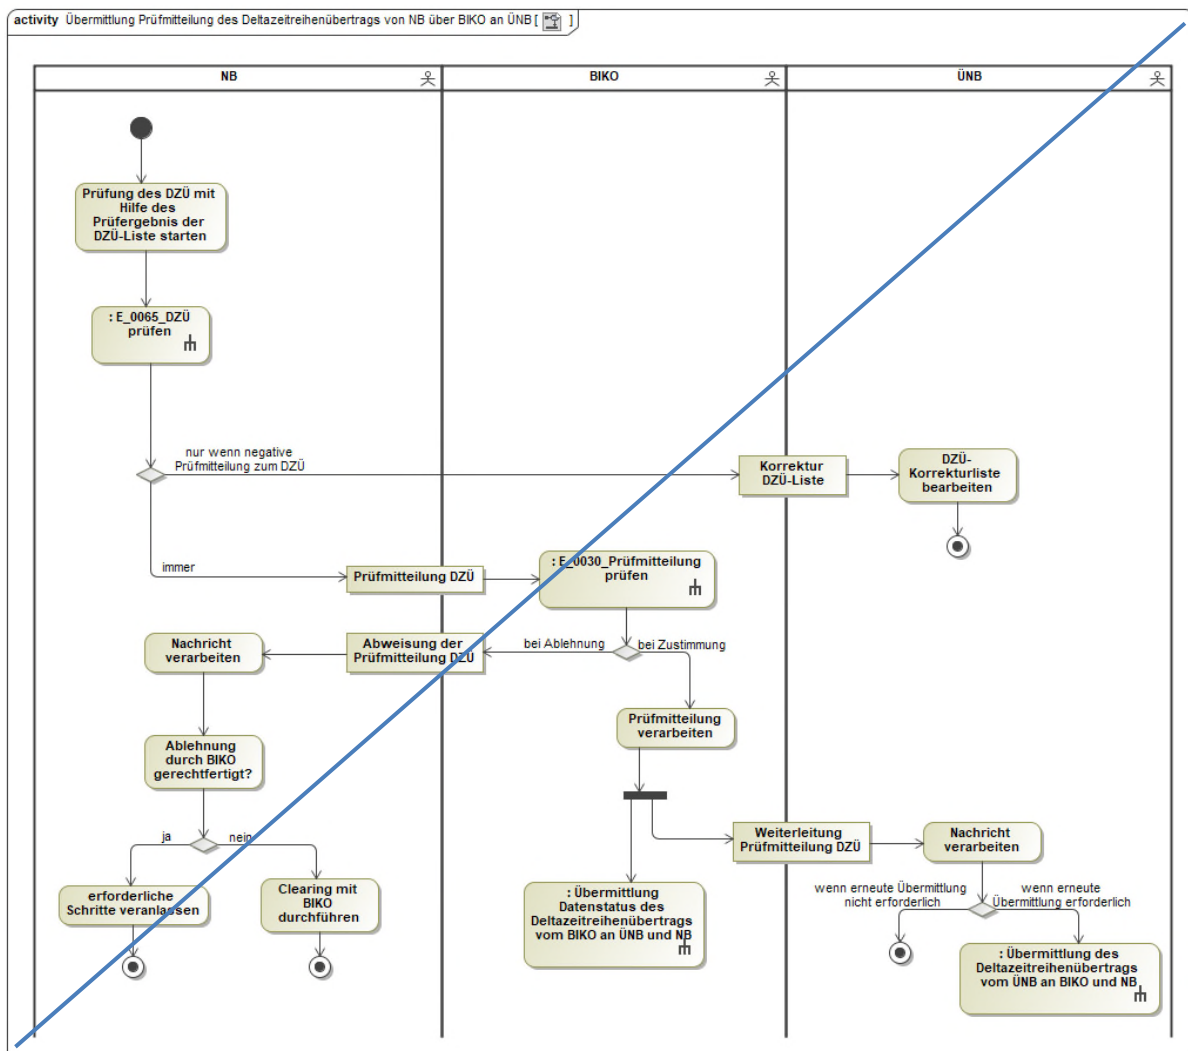 activity Übermittlung Prüfmitteilung des Deltazeitreihenübertrags von NB über BIKO an ÜNB [ ]
NB
BIKO
ÜNB
Prüfung des DZÜ mit
Hilfe des
Prüfergebnis der
DZÜ-Liste starten
: E_0065_DZÜ
prüfen
nur wenn negative
Prüfmitteilung zum DZÜ
Korrektur
DZÜ-Liste
DZÜ-
Korrekturliste
bearbeiten
immer
Prüfmitteilung DZÜ
: E_0030_Prüfmitteilung
prüfen
Nachricht
verarbeiten
Abweisung der
Prüfmitteilung DZÜ
bei Ablehnung
bei Zustimmung
Prüfmitteilung
verarbeiten
Ablehnung
durch BIKO
gerechtfertigt?
ja
nein
Weiterleitung
Prüfmitteilung DZÜ
Nachricht
verarbeiten
erforderliche
Schritte veranlassen
Clearing mit
BIKO
durchführen
: Übermittlung
Datenstatus des
Deltazeitreihenübertrags
vom BIKO an ÜNB und NB
wenn erneute Übermittlung
nicht erforderlich
wenn erneute
Übermittlung erforderlich
: Übermittlung des
Deltazeitreihenübertrags
vom ÜNB an BIKO und NB